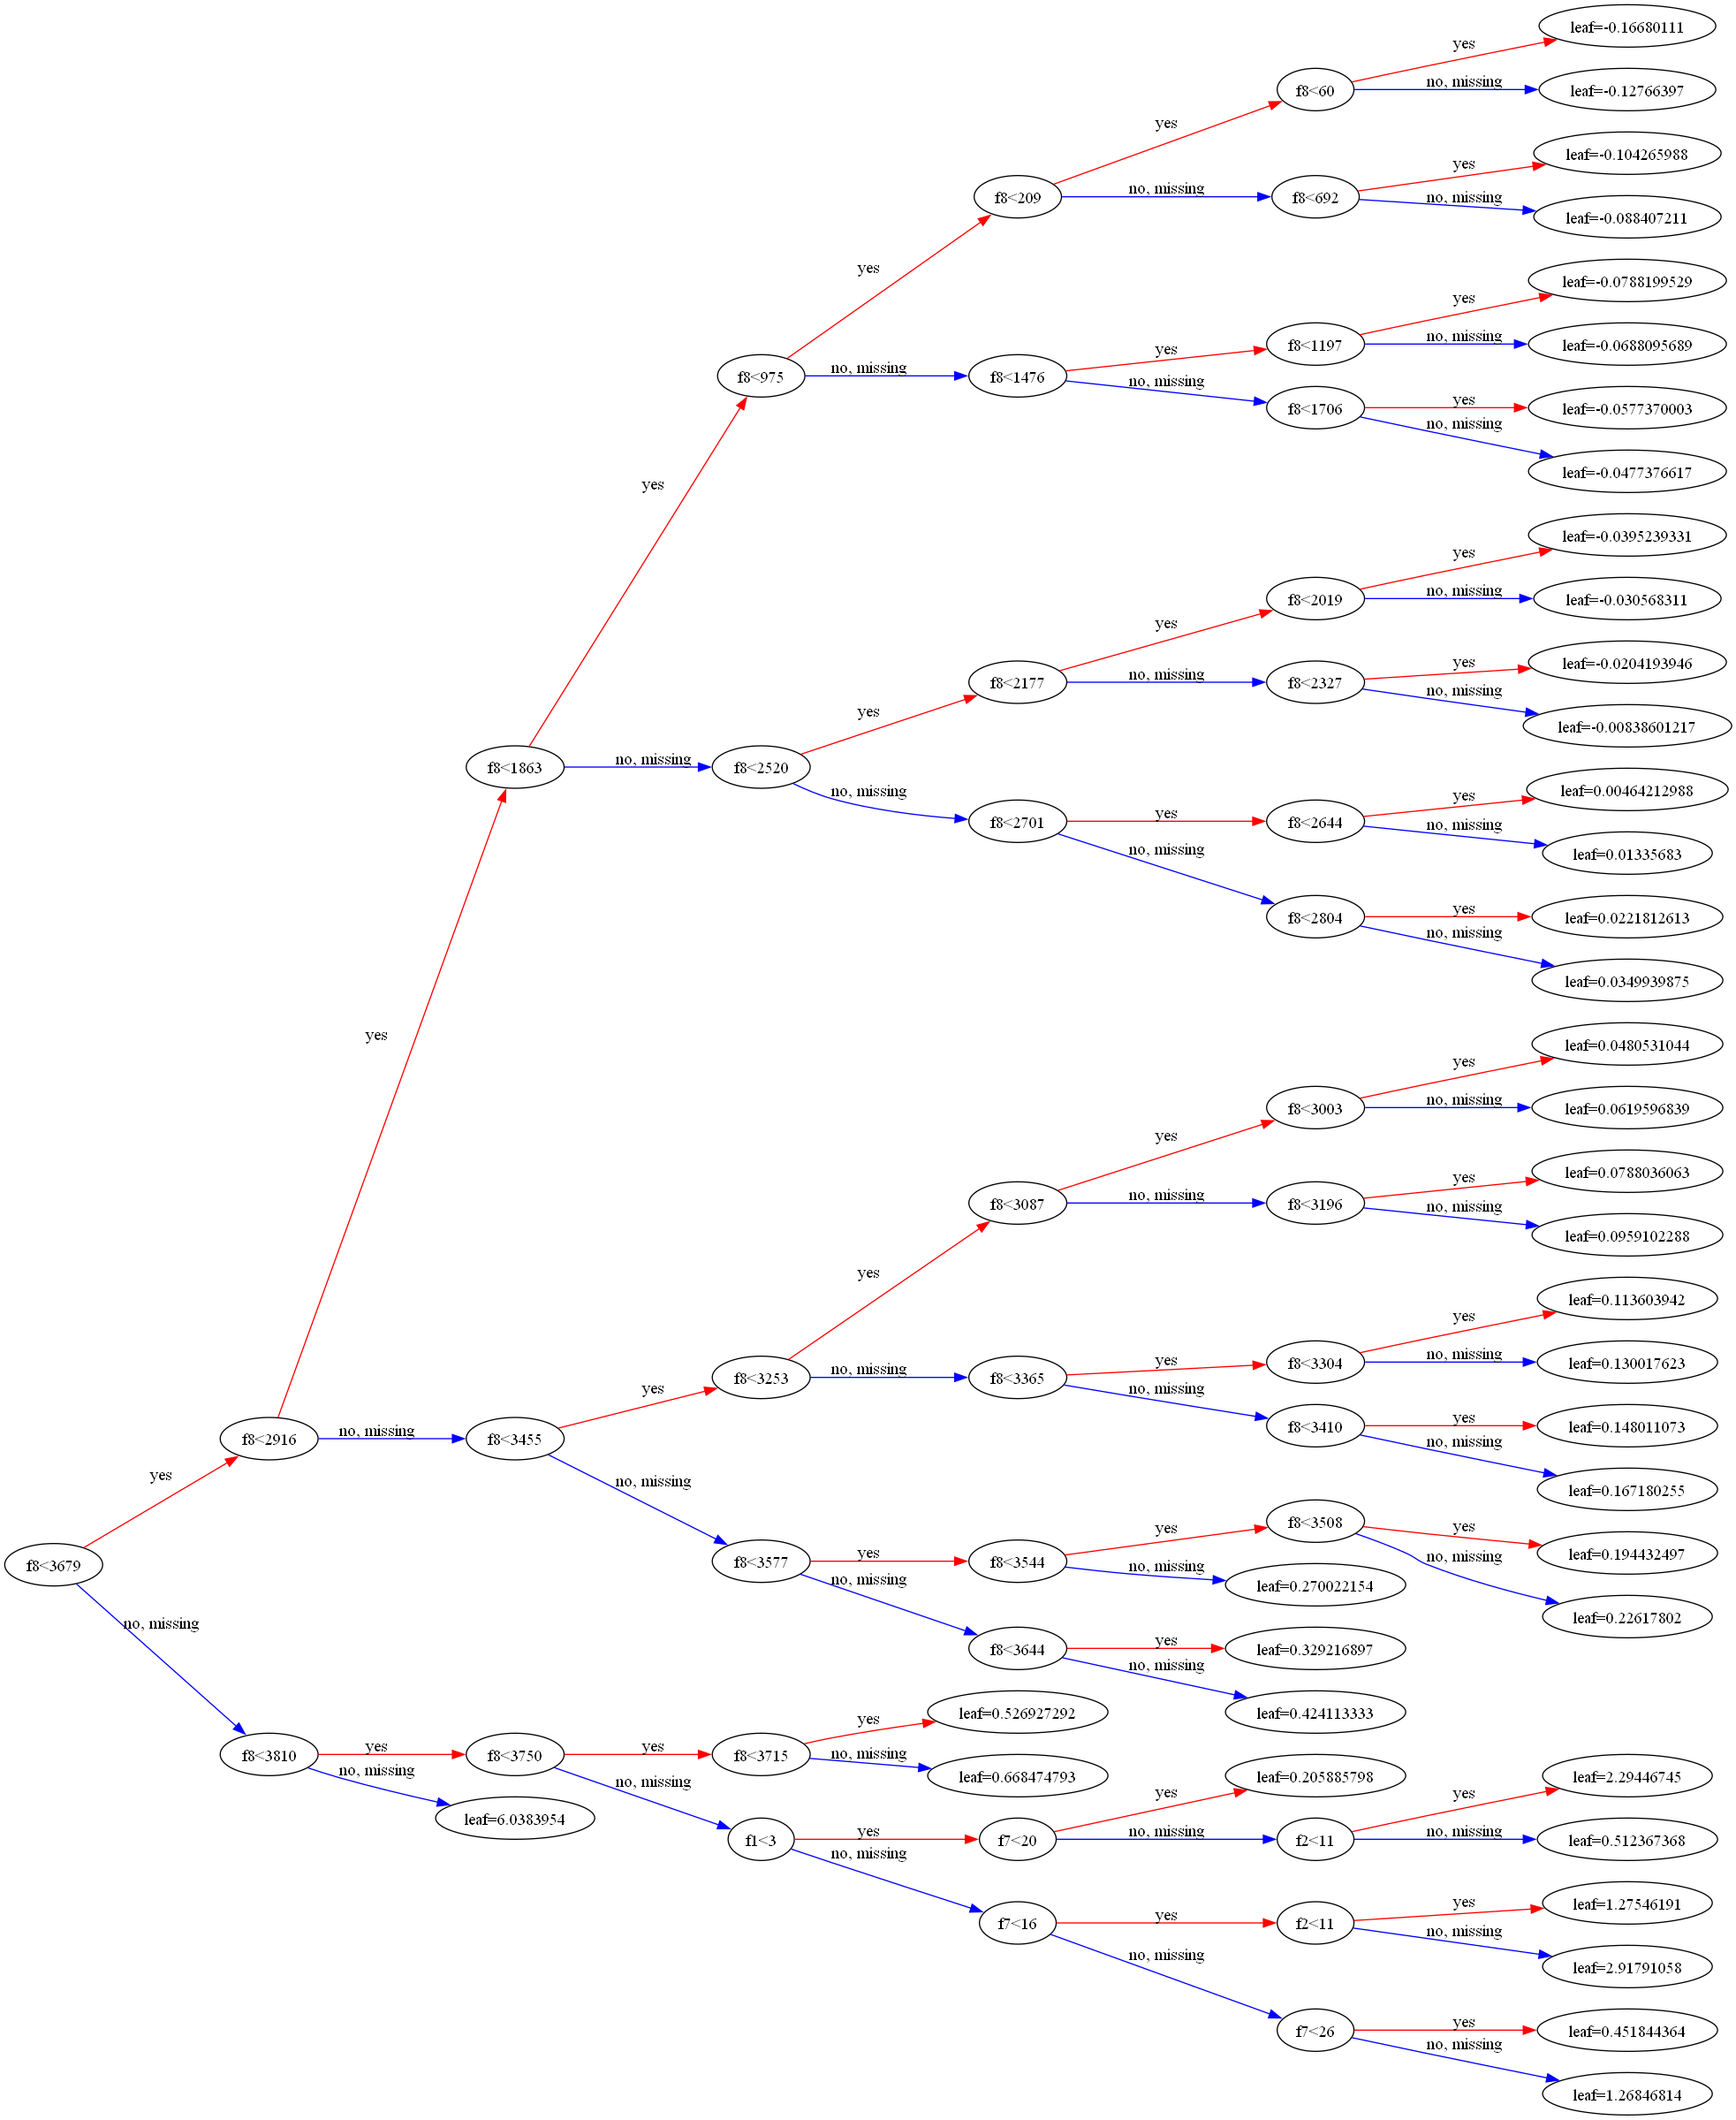 leaf=-0.16680111
yes
f8<60
no, missing
leaf=-0.12766397
yes
leaf=-0.104265988
f8<209
no, missing
f8<692
yes
no, missing
leaf=-0.088407211
yes
leaf=-0.0788199529
yes
f8<1197
no, missing
leaf=-0.0688095689
f8<975
no, missing
f8<1476
yes
no, missing
f8<1706
yes
leaf=-0.0577370003
no, missing
leaf=-0.0477376617
yes
leaf=-0.0395239331
yes
f8<2019
no, missing
leaf=-0.030568311
yes
f8<2177
no, missing
f8<2327
yes
leaf=-0.0204193946
no, missing
leaf=-0.00838601217
yes
f8<1863
no, missing
f8<2520
no, missing
f8<2701
yes
f8<2644
yes
leaf=0.00464212988
no, missing
leaf=0.01335683
no, missing
f8<2804
yes
leaf=0.0221812613
no, missing
leaf=0.0349939875
yes
leaf=0.0480531044
yes
f8<3003
no, missing
leaf=0.0619596839
yes
f8<3087
no, missing
f8<3196
yes
leaf=0.0788036063
no, missing
leaf=0.0959102288
yes
leaf=0.113603942
yes
f8<3304
no, missing
leaf=0.130017623
f8<3253
no, missing
f8<3365
yes
no, missing
f8<3410
yes
leaf=0.148011073
no, missing
leaf=0.167180255
f8<2916
no, missing
f8<3455
yes
no, missing
f8<3577
yes
f8<3544
yes
f8<3508
yes
leaf=0.194432497
no, missing
leaf=0.22617802
no, missing
leaf=0.270022154
no, missing
f8<3644
yes
leaf=0.329216897
no, missing
leaf=0.424113333
yes
f8<3679
no, missing
f8<3810
yes
f8<3750
yes
f8<3715
yes
leaf=0.526927292
no, missing
leaf=0.668474793
no, missing
leaf=6.0383954
no, missing
f1<3
yes
f7<20
yes
leaf=0.205885798
no, missing
f2<11
yes
leaf=2.29446745
no, missing
leaf=0.512367368
no, missing
f7<16
yes
f2<11
yes
leaf=1.27546191
no, missing
leaf=2.91791058
no, missing
f7<26
yes
leaf=0.451844364
no, missing
leaf=1.26846814